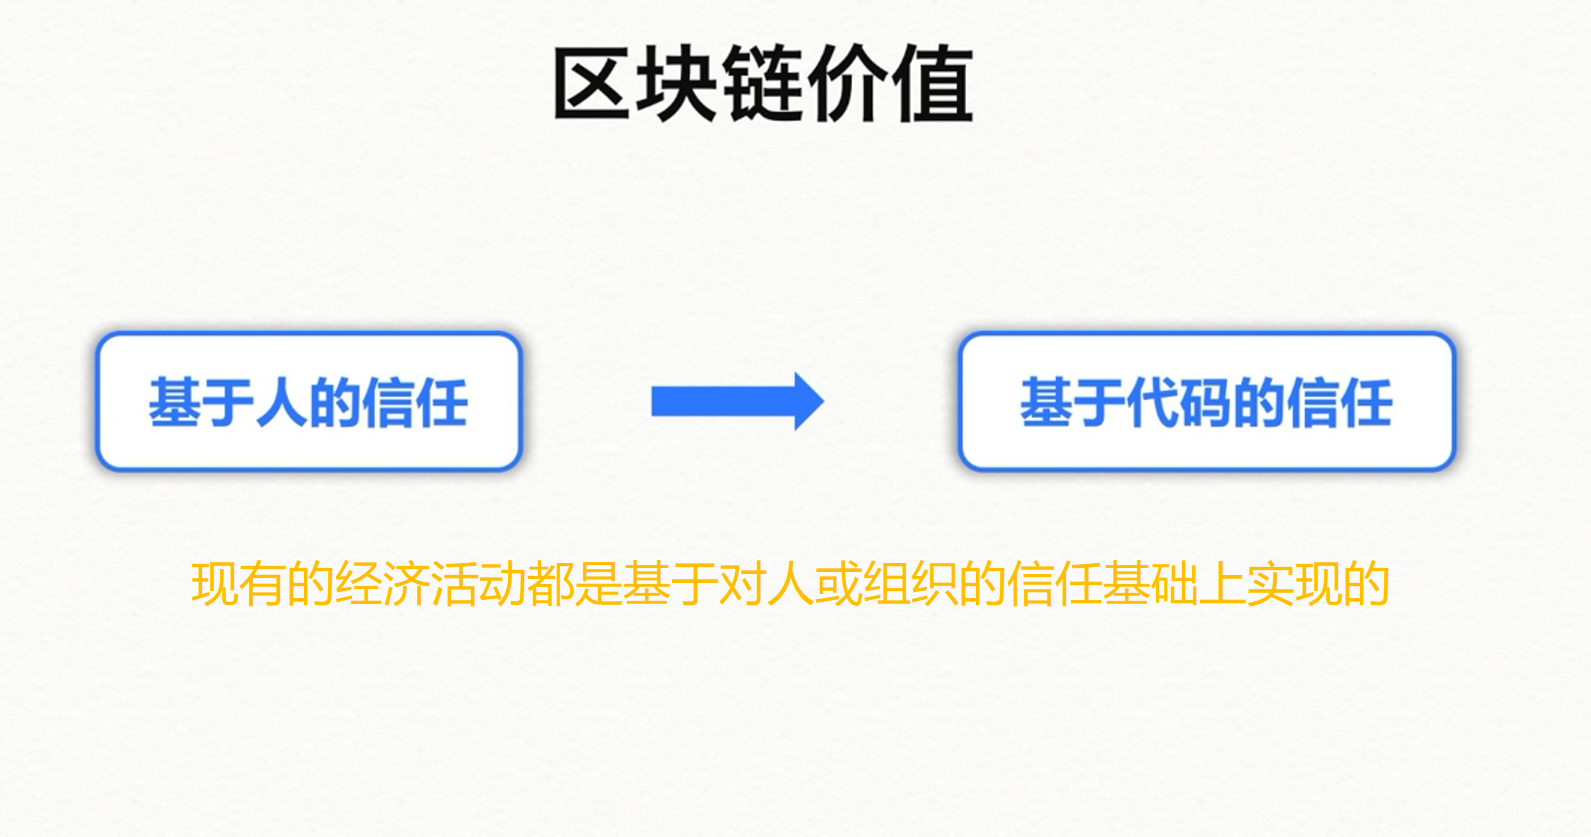 区块链价值
基于人的信任
基于代码的信任
现有的经济活动都是基于对人或组织的信任基础上实现的